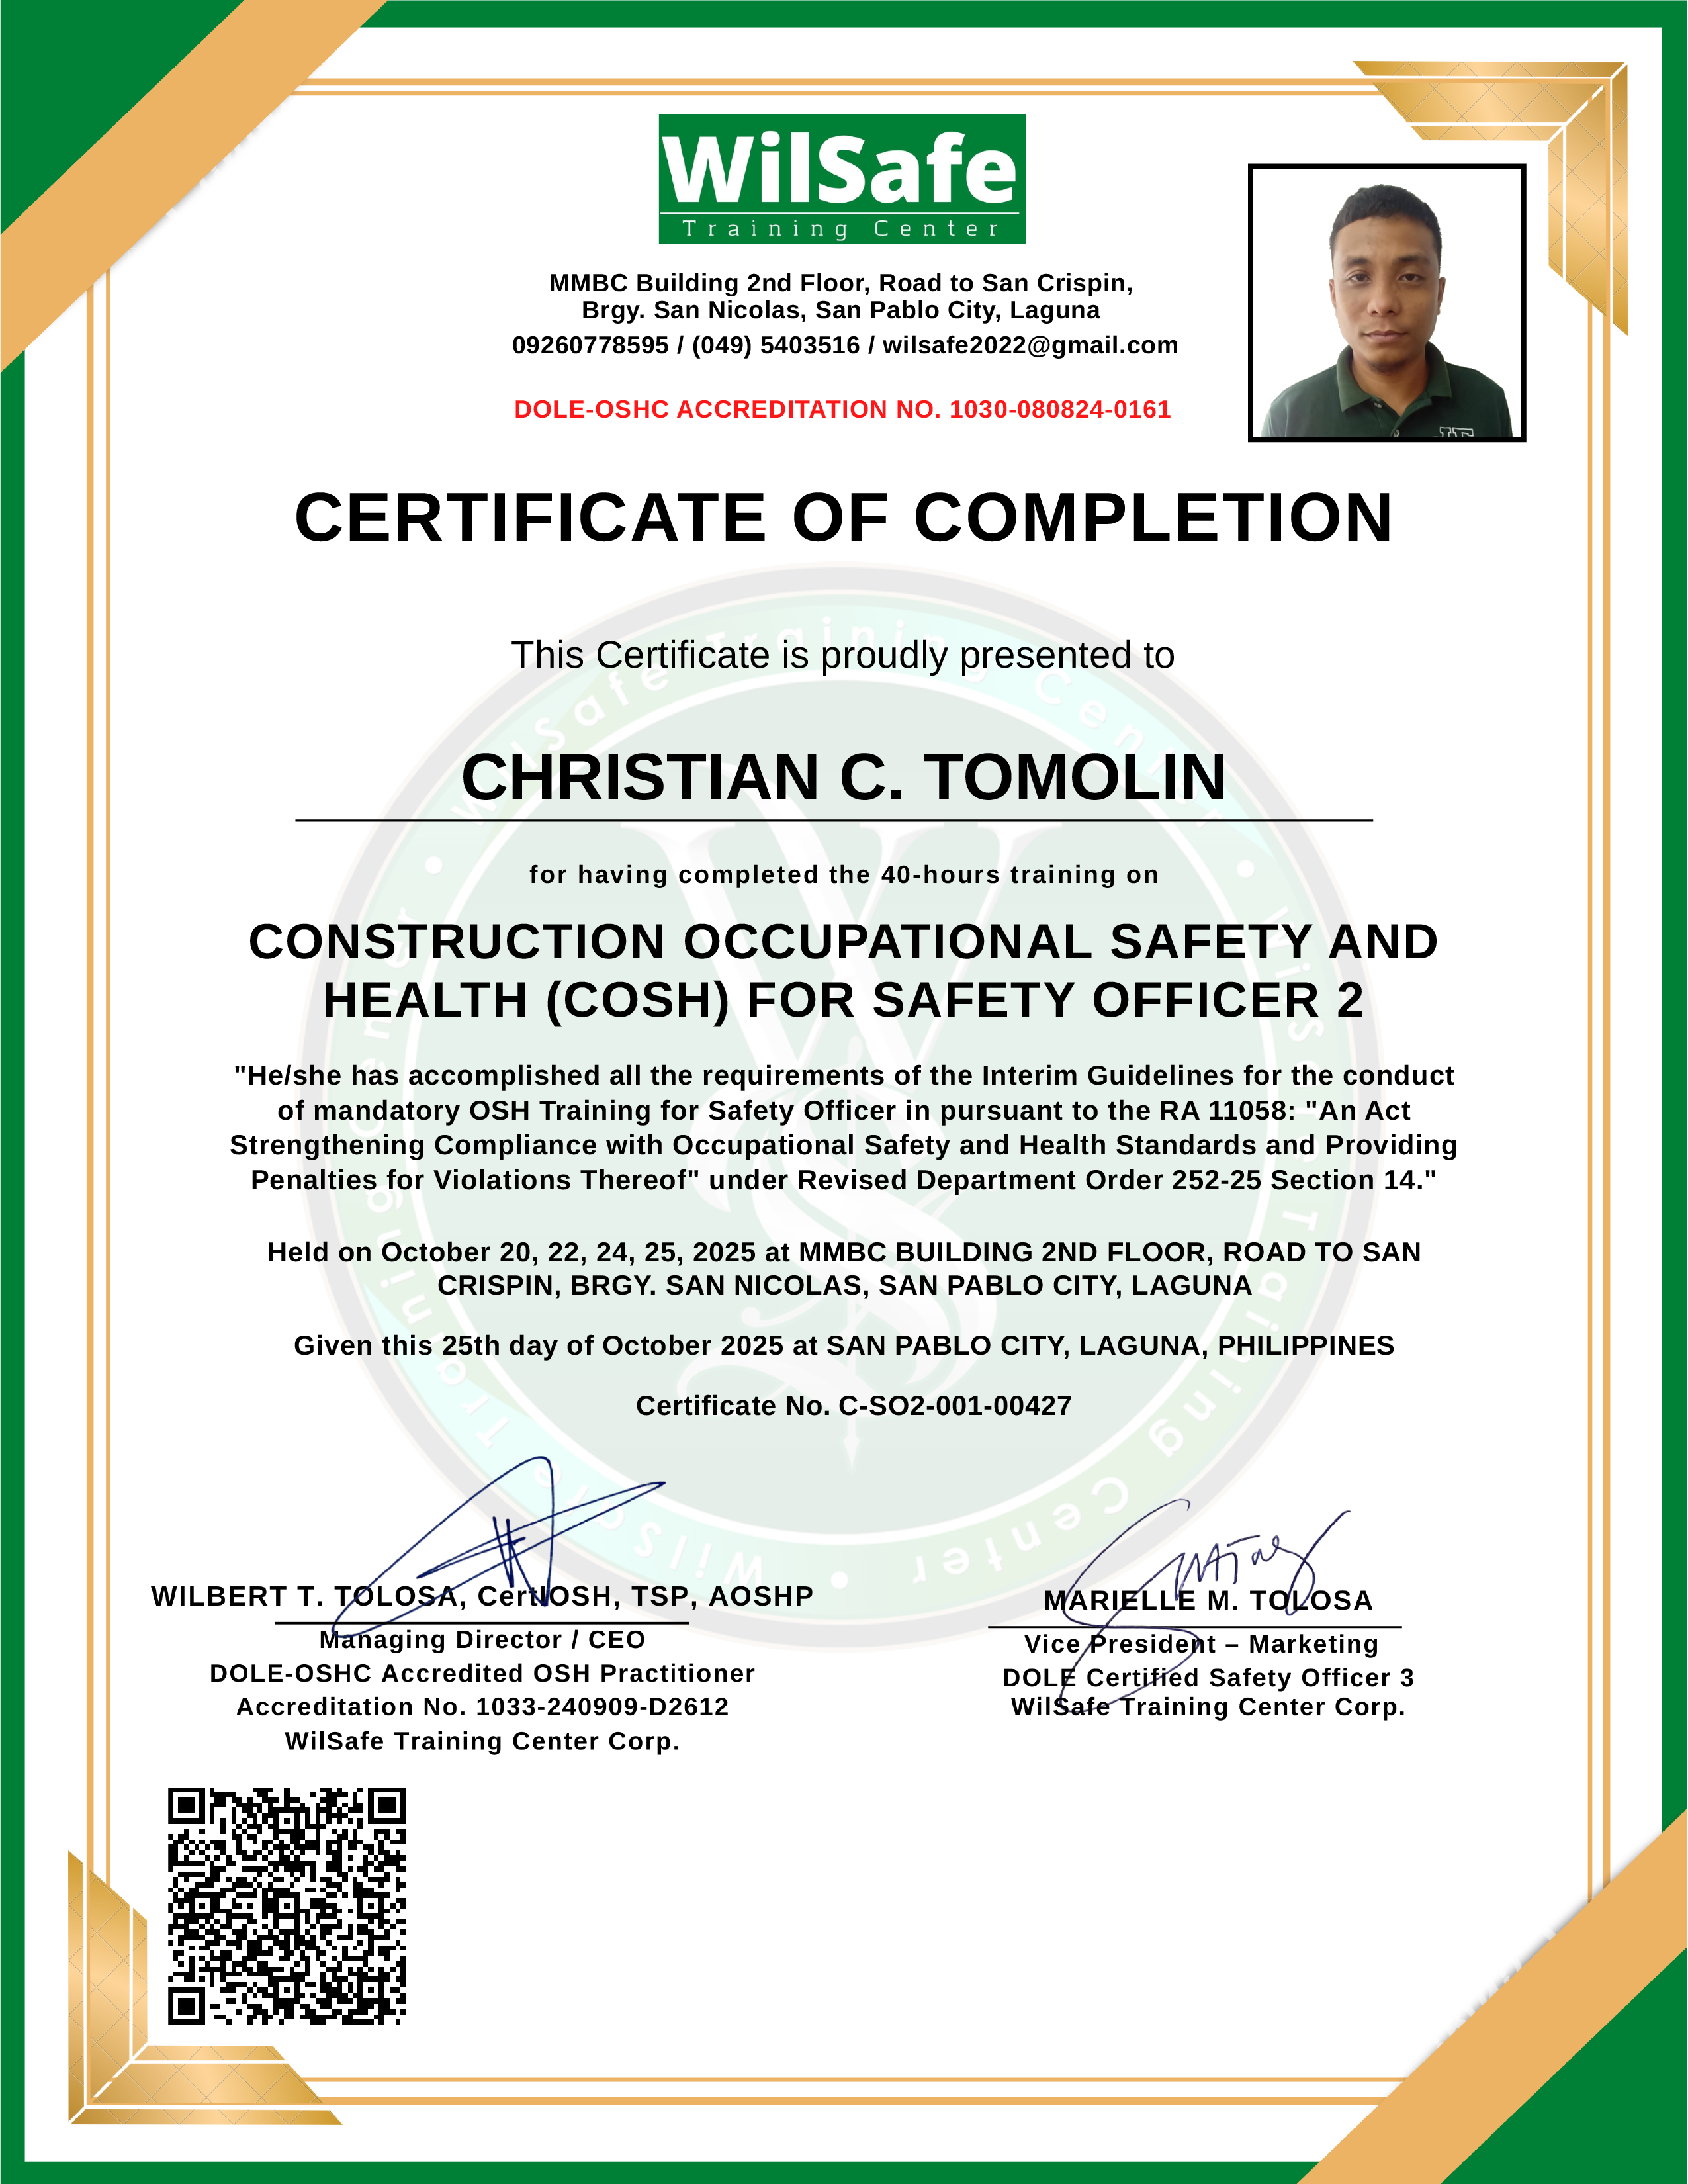 WilSafe
Training Center
MMBC Building 2nd Floor, Road to San Crispin,
Brgy. San Nicolas, San Pablo City, Laguna
09260778595 / (049) 5403516 / wilsafe2022@gmail.com
DOLE-OSHC ACCREDITATION NO. 1030-080824-0161
CERTIFICATE OF COMPLETION
This Certificate is proudly presented to
CHRISTIAN C. TOMOLIN
for having completed the 40-hours training on
CONSTRUCTION OCCUPATIONAL SAFETY AND
HEALTH (COSH) FOR SAFETY OFFICER 2
"He/she has accomplished all the requirements of the Interim Guidelines for the conduct
of mandatory OSH Training for Safety Officer in pursuant to the RA 11058: "An Act
Strengthening Compliance with Occupational Safety and Health Standards and Providing
Penalties for Violations Thereof" under Revised Department Order 252-25 Section 14."
Held on October 20, 22, 24, 25, 2025 at MMBC BUILDING 2ND FLOOR, ROAD TO SAN
CRISPIN, BRGY. SAN NICOLAS, SAN PABLO CITY, LAGUNA
Given this 25th day of October 2025 at SAN PABLO CITY, LAGUNA, PHILIPPINES
Certificate No. C-SO2-001-00427
WILBERT T. TOLOSA, CertIOSH, TSP, AOSHP
Managing Director / CEO
DOLE-OSHC Accredited OSH Practitioner
Accreditation No. 1033-240909-D2612
WilSafe Training Center Corp.
MARIELLE M. TOLOSA
Vice President – Marketing
DOLE Certified Safety Officer 3
WilSafe Training Center Corp.
WilSafe Training Center • WilSafe Training Center • WilSafe Training Center •